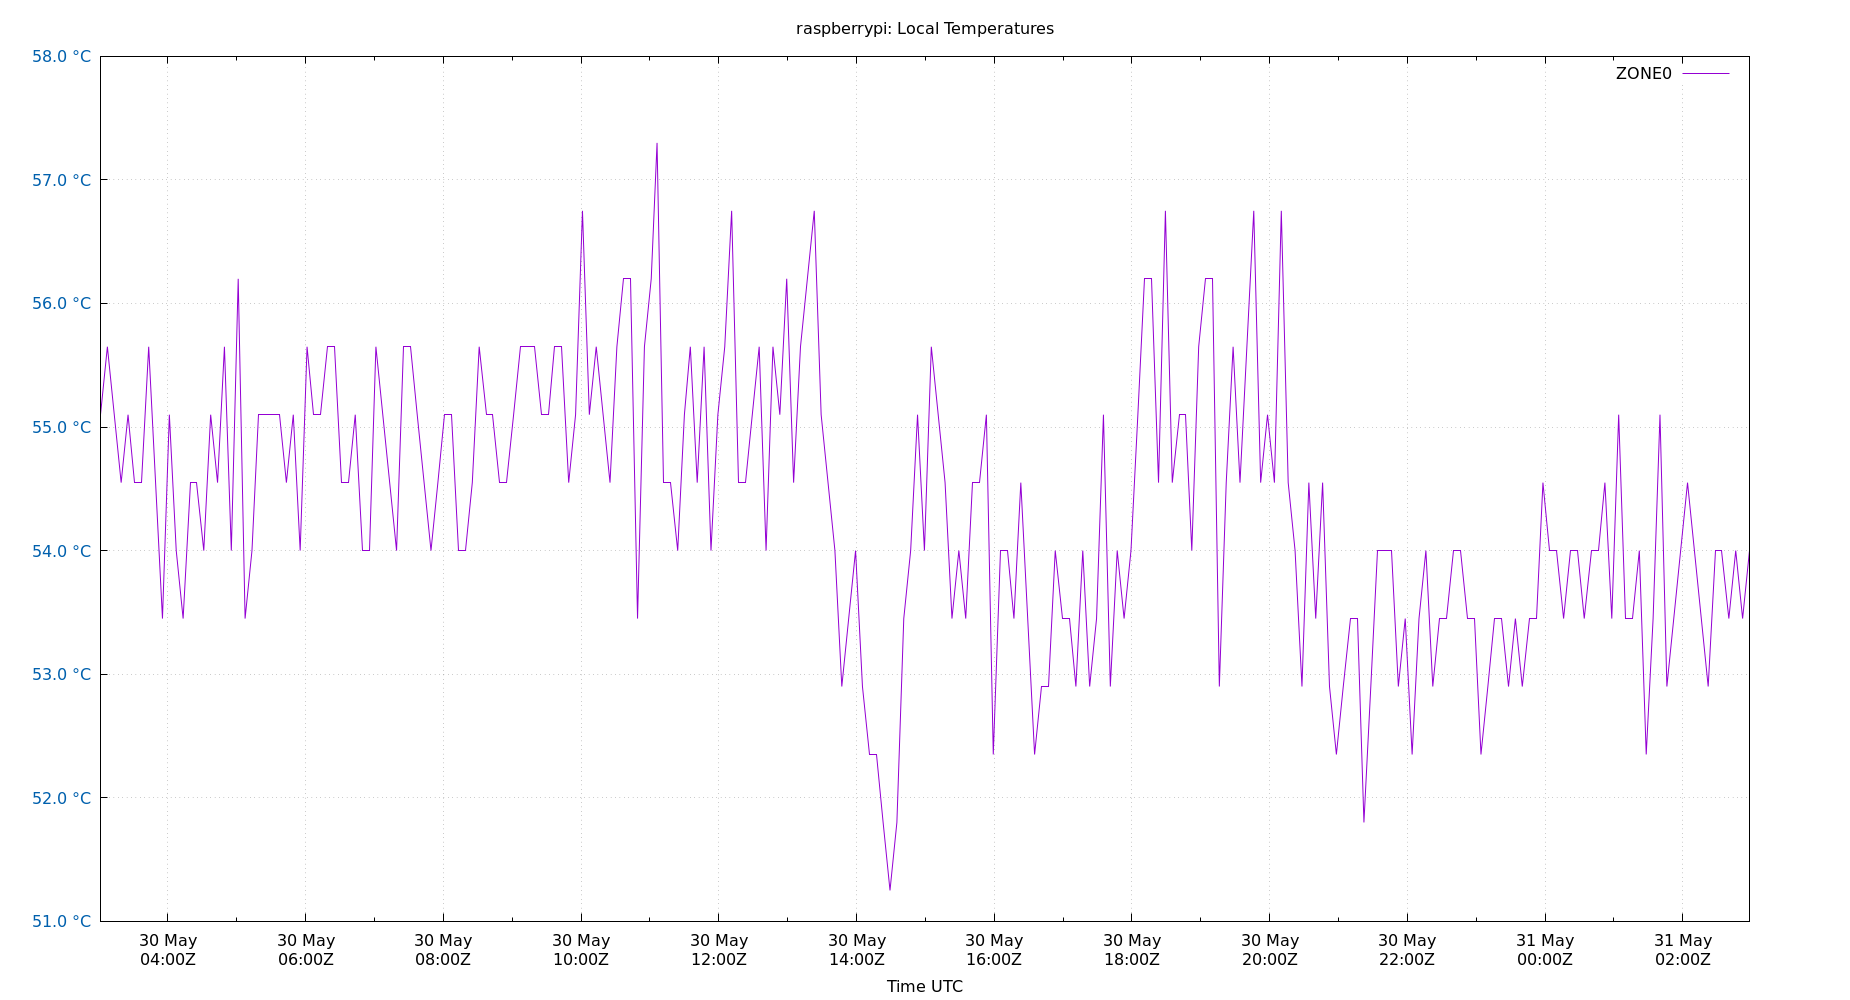 raspberrypi: Local Temperatures
58.0 °C
ZONE0
57.0 °C
56.0 °C
55.0 °C
54.0 °C
53.0 °C
52.0 °C
51.0 °C
30 May 30 May 30 May 30 May 30 May 30 May 30 May 30 May 30 May 30 May 31 May 31 May
04:00Z 06:00Z 08:00Z 10:00Z 12:00Z 14:00Z 16:00Z 18:00Z 20:00Z 22:00Z 00:00Z 02:00Z
Time UTC